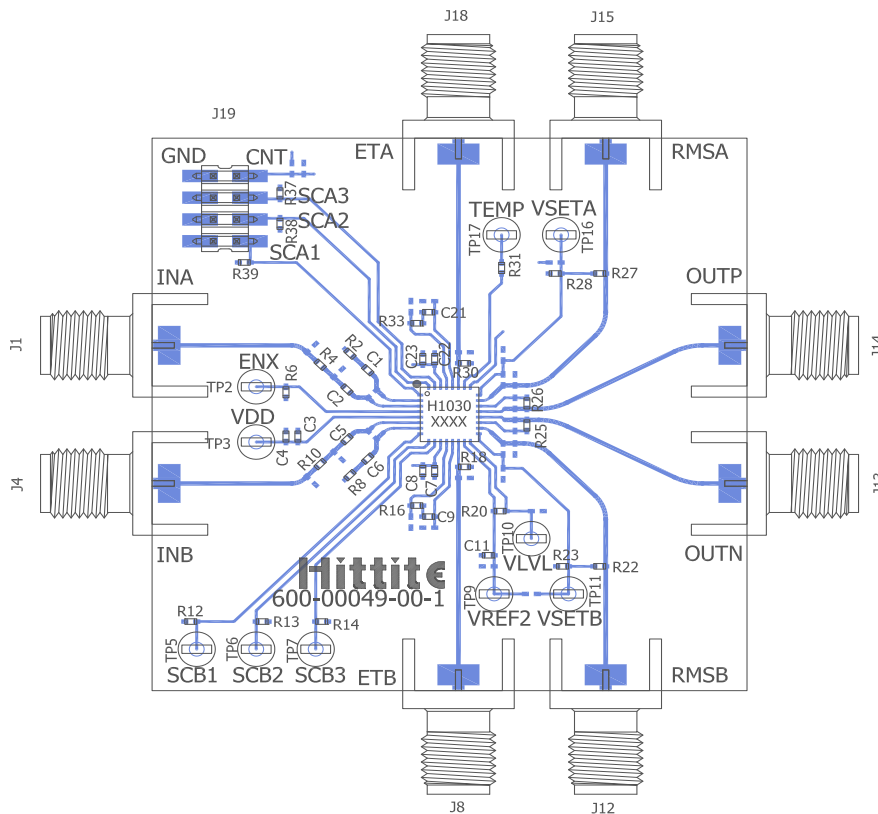 J18
J15
J19
GND
CNT
ETA
RMSA
R37
SCA3
SCA2
R38
SCA1
TEMP
VSETA
TP17
TP16
R39
R31
R28
R27
INA
OUTP
C21
R33
J1
J14
R2
C1
R4
C23
C22
R30
ENX
R6
C2
TP2
H1030
XXXX
R26
VDD
C3
TP3
C4
C5
R25
R10
C6
R18
R8
C8
C7
J4
J13
R16
C9
R20
TP10
INB
C11
VLVL
OUTN
Hittite
R23
R22
600-00049-00-1
TP9
TP11
R12
R13
R14
VREF2
VSETB
TP5
TP6
TP7
SCB1
SCB2
SCB3
ETB
RMSB
J8
J12